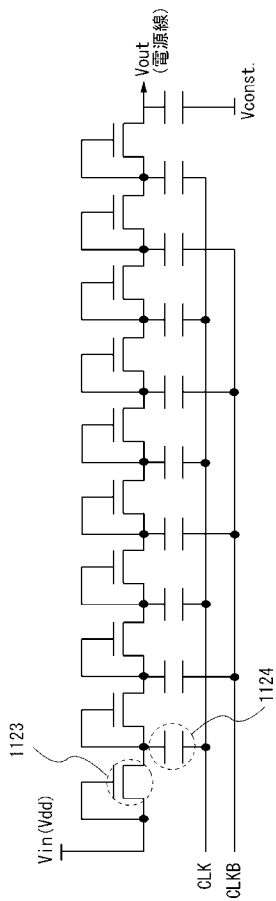 Vin(Vdd)
1123
1124
CLK
CLKB
Vout
(電源線)
Vconst.